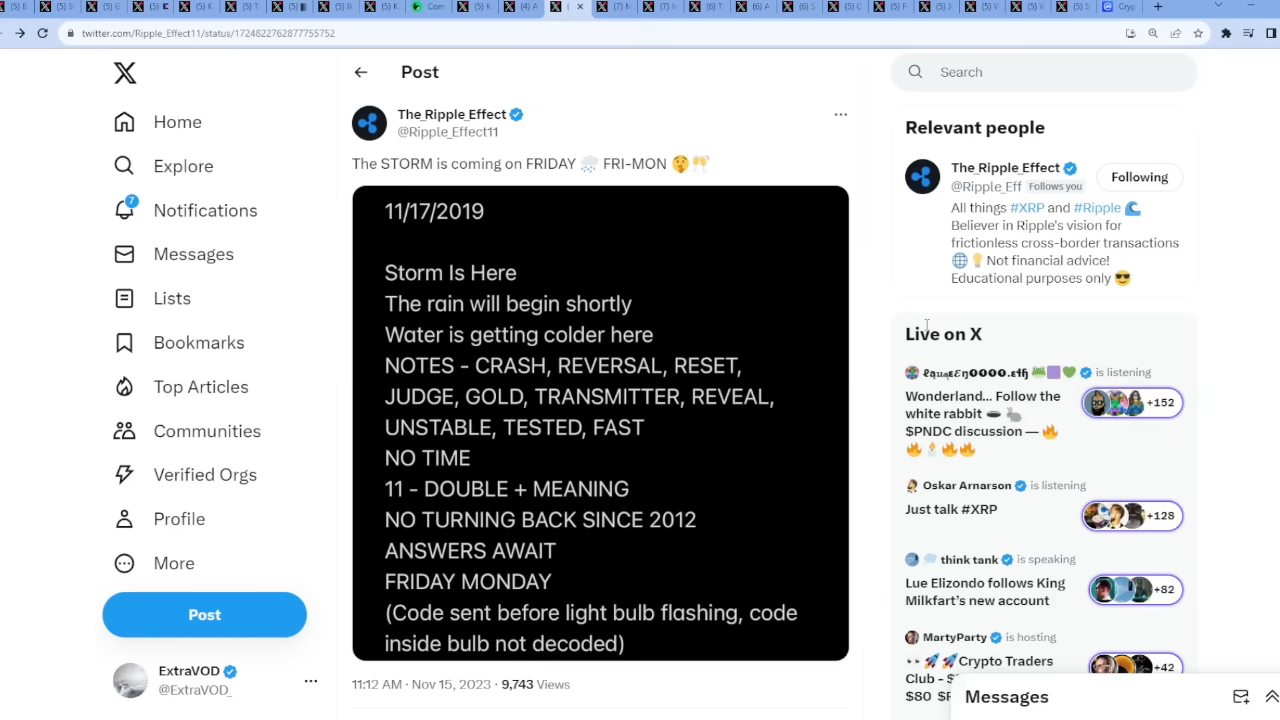 twitter.com/Ripple_Effect11/status/1724822762877755752
Post
Search
The_Ripple_Effect
@Ripple_Effect11
The STORM is coming on FRIDAY 🌧️ FRI-MON 🤫🥂
11/17/2019
Storm Is Here
The rain will begin shortly
Water is getting colder here
NOTES - CRASH, REVERSAL, RESET,
JUDGE, GOLD, TRANSMITTER, REVEAL,
UNSTABLE, TESTED, FAST
NO TIME
11 - DOUBLE + MEANING
NO TURNING BACK SINCE 2012
ANSWERS AWAIT
FRIDAY MONDAY
(Code sent before light bulb flashing, code
inside bulb not decoded)
11:12 AM · Nov 15, 2023 · 9,743 Views
Home
Explore
7
Notifications
Messages
Lists
Bookmarks
Top Articles
Communities
Verified Orgs
Profile
More
Post
ExtraVOD
@ExtraVOD_
Relevant people
The_Ripple_Effect
@Ripple_Eff Follows you
Following
All things #XRP and #Ripple 🌊
Believer in Ripple's vision for
frictionless cross-border transactions
🌐💡Not financial advice!
Educational purposes only 😎
Live on X
is listening
Wonderland... Follow the
white rabbit 🕳️ 🐇
$PNDC discussion — 🔥
🔥🕯️🔥🔥
+152
Oskar Arnarson is listening
Just talk #XRP
+128
think tank is speaking
Lue Elizondo follows King
Milkfart's new account
+82
MartyParty is hosting
👀 🚀🚀Crypto Traders
Club -
$80
+42
Messages